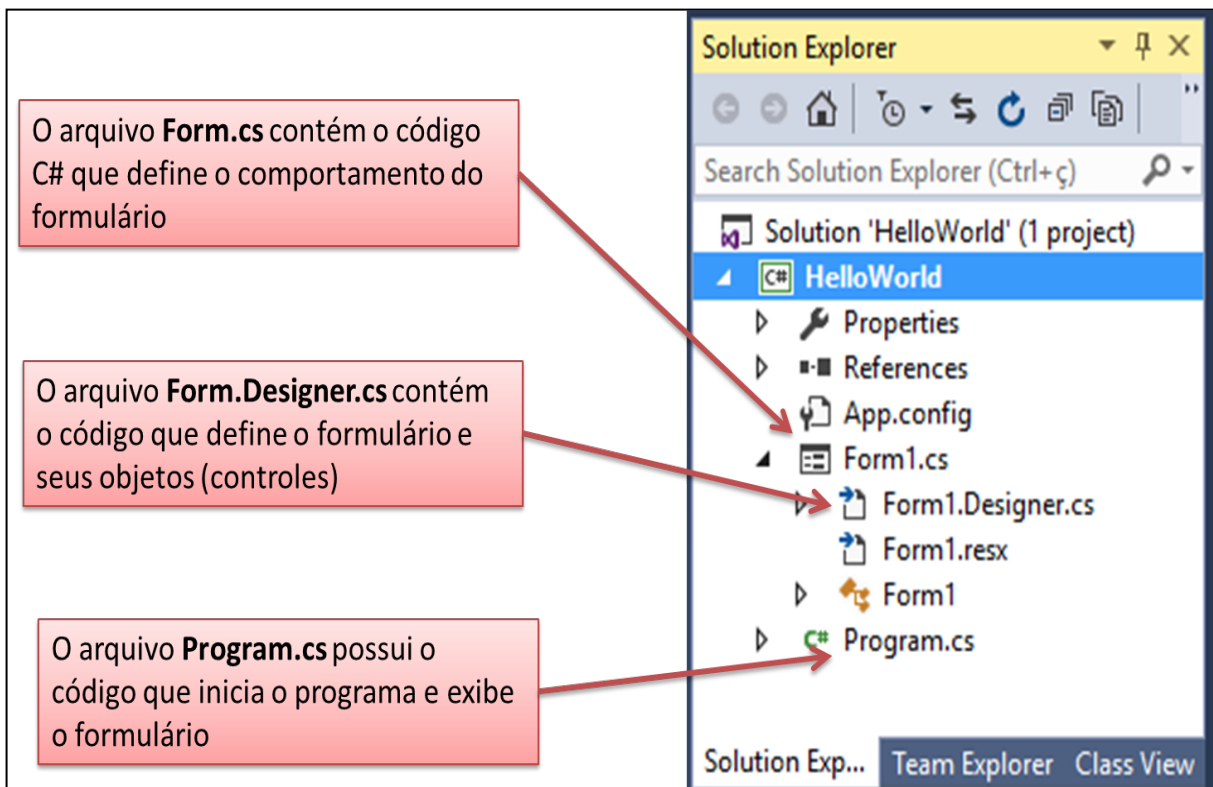 O arquivo Form.cs contém o código
C# que define o comportamento do
formulário
O arquivo Form.Designer.cs contém
o código que define o formulário e
seus objetos (controles)
O arquivo Program.cs possui o
código que inicia o programa e exibe
o formulário
Solution Explorer
Search Solution Explorer (Ctrl+ç)
Solution 'HelloWorld' (1 project)
C# HelloWorld
Properties
References
App.config
Form1.cs
Form1.Designer.cs
Form1.resx
Form1
C# Program.cs
Solution Exp... Team Explorer Class View